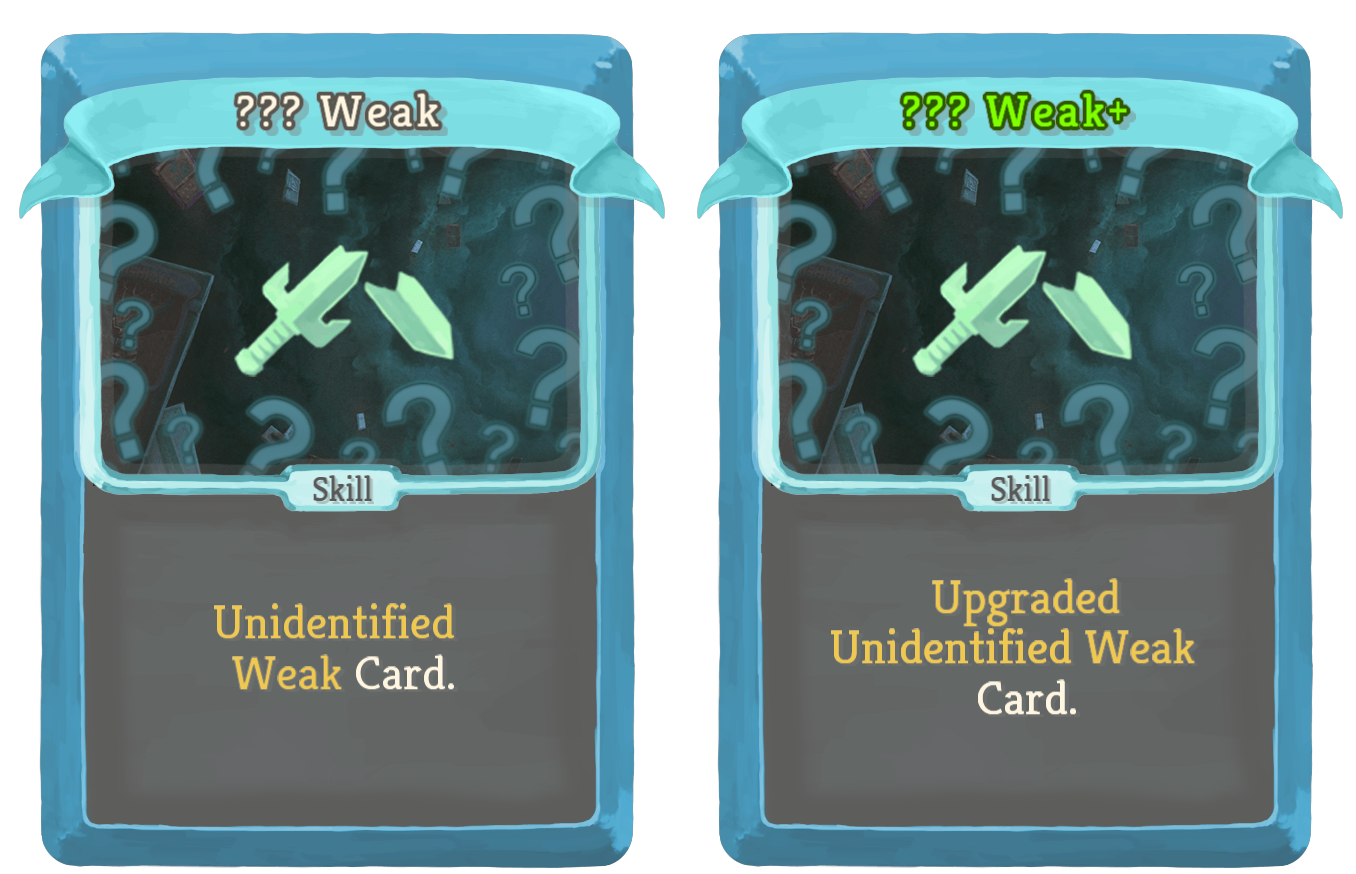 ??? Weak
Skill
Unidentified
Weak Card.
??? Weak+
Skill
Upgraded
Unidentified Weak
Card.